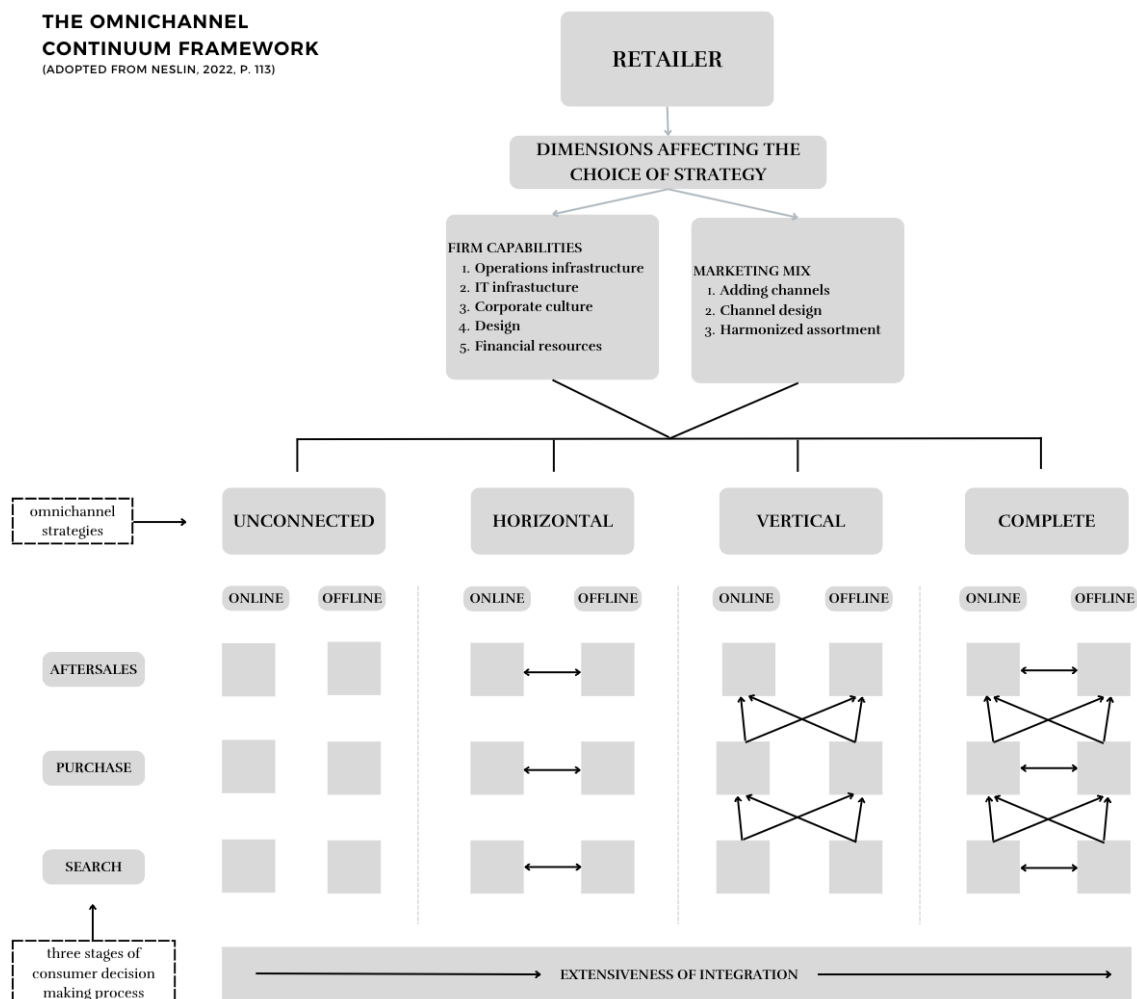 THE OMNICHANNEL
CONTINUUM FRAMEWORK
(ADOPTED FROM NESLIN, 2022, P. 113)
RETAILER
DIMENSIONS AFFECTING THE
CHOICE OF STRATEGY
FIRM CAPABILITIES
1. Operations infrastructure
2. IT infrastucture
3. Corporate culture
4. Design
5. Financial resources
MARKETING MIX
1. Adding channels
2. Channel design
3. Harmonized assortment
omnichannel
strategies
UNCONNECTED
HORIZONTAL
VERTICAL
COMPLETE
ONLINE
OFFLINE
ONLINE
OFFLINE
ONLINE
OFFLINE
ONLINE
OFFLINE
AFTERSALES
PURCHASE
SEARCH
three stages of
consumer decision
making process
EXTENSIVENESS OF INTEGRATION